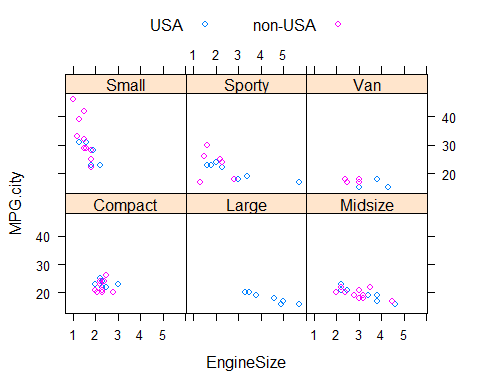 USA non-USA
1 2 3 4 5
Small Sporty Van
40
30
20
MPG.city
Compact Large Midsize
40
30
20
1 2 3 4 5 1 2 3 4 5
EngineSize